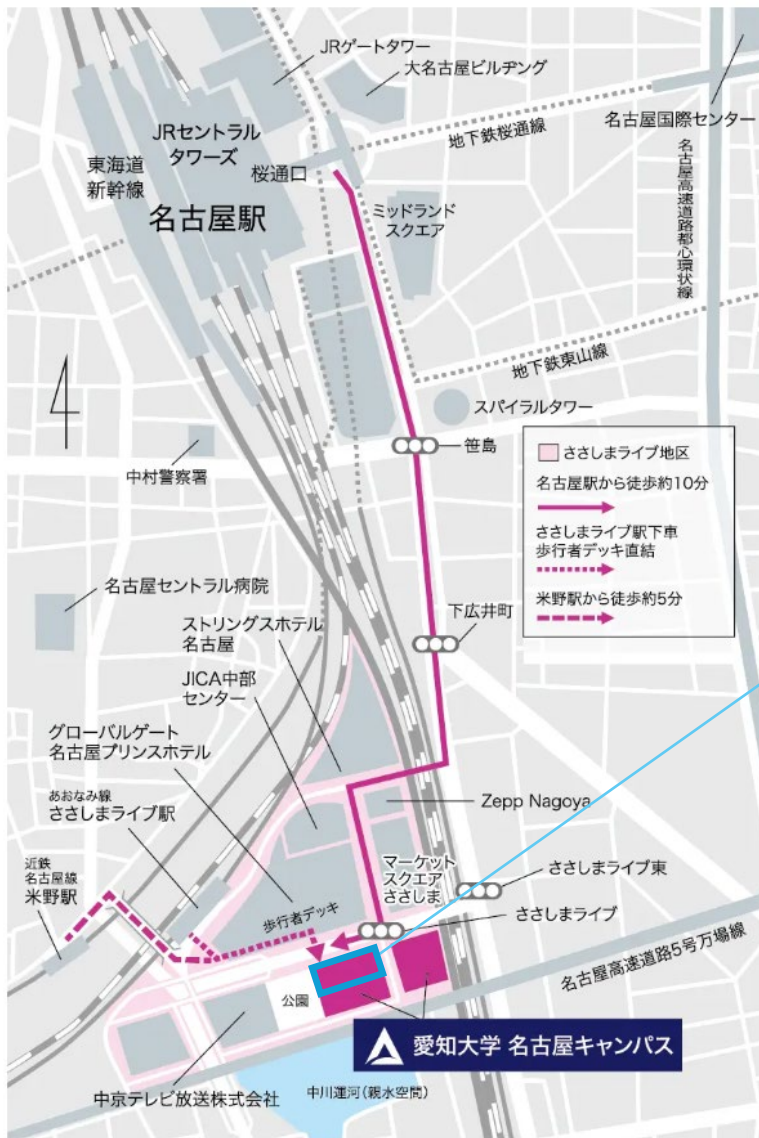 JRゲートタワー
大名古屋ビルヂング
JRセントラル
タワーズ
東海道
新幹線
桜通口
名古屋駅
地下鉄桜通線
名古屋国際センター
名古屋高速道路都心環状線
ミッドランド
スクエア
地下鉄東山線
スパイラルタワー
笹島
中村警察署
ささしまライブ地区
名古屋駅から徒歩約10分
ささしまライブ駅下車
歩行者デッキ直結
米野駅から徒歩約5分
名古屋セントラル病院
ストリングスホテル
名古屋
下広井町
JICA中部
センター
グローバルゲート
名古屋プリンスホテル
あおなみ線
ささしまライブ駅
Zepp Nagoya
近鉄
名古屋線
米野駅
マーケット
スクエア
ささしま
ささしまライブ東
歩行者デッキ
ささしまライブ
名古屋高速道路5号万場線
公園
愛知大学 名古屋キャンパス
中京テレビ放送株式会社
中川運河(親水空間)